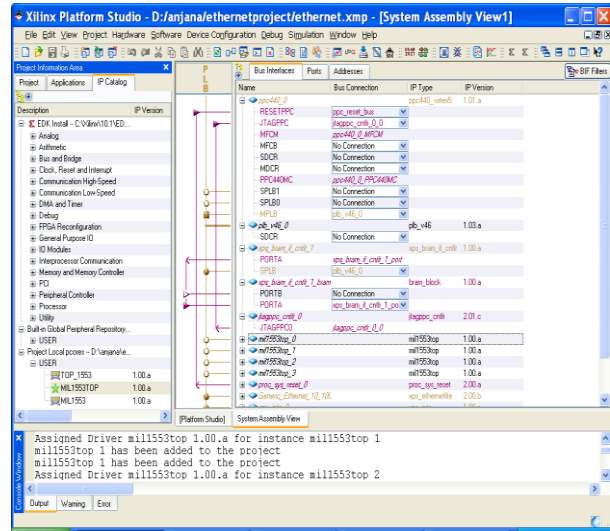 Xilinx Platform Studio - D:/anjana/ethernetproject/ethernet.xmp - [System Assembly View1]
File Edit View Project Hardware Software Device Configuration Debug Simulation Window Help
Project Information Area
Project Applications IP Catalog
Description IP Version
EDK Install - C:\Xilinx\10.1\ED...
Analog
Arithmetic
Bus and Bridge
Clock, Reset and Interrupt
Communication High-Speed
Communication Low-Speed
DMA and Timer
Debug
FPGA Reconfiguration
General Purpose IO
IO Modules
Interprocessor Communication
Memory and Memory Controller
PCI
Peripheral Controller
Processor
Utility
Built-in Global Peripheral Repository...
USER
Project Local pcores - D:\anjana\e...
USER
TOP_1553 1.00.a
MIL1553TOP 1.00.a
MIL1553 1.00.a
P
L
B
Bus Interfaces Ports Addresses
BIF Filters
Name Bus Connection IP Type IP Version
ppc440_0 ppc440_virtex5 1.01.a
RESETPPC ppc_reset_bus
JTAGPPC jtagppc_cntlr_0_0
MFCM ppc440_0_MFCM
MFCB No Connection
SDCR No Connection
MDCR No Connection
PPC440MC ppc440_0_PPC440MC
SPLB1 No Connection
SPLB0 No Connection
MPLB plb_v46_0
plb_v46_0 plb_v46 1.03.a
SDCR No Connection
xps_bram_if_cntlr_1 xps_bram_if_cntlr 1.00.a
PORTA xps_bram_if_cntlr_1_port
SPLB plb_v46_0
xps_bram_if_cntlr_1_bram bram_block 1.00.a
PORTB No Connection
PORTA xps_bram_if_cntlr_1_po
jtagppc_cntlr_0 jtagppc_cntlr 2.01.c
JTAGPPC0 jtagppc_cntlr_0_0
mil1553top_0 mil1553top 1.00.a
mil1553top_1 mil1553top 1.00.a
mil1553top_2 mil1553top 1.00.a
mil1553top_3 mil1553top 1.00.a
proc_sys_reset_0 proc_sys_reset 2.00.a
Generic_Ethernet_10_10 xps_ethernetlite 2.00.b
[Platform Studio] System Assembly View
Assigned Driver mil1553top 1.00.a for instance mil1553top 1
mil1553top 1 has been added to the project
mil1553top 1 has been added to the project
Assigned Driver mil1553top 1.00.a for instance mil1553top 2
Console Window
Output Warning Error